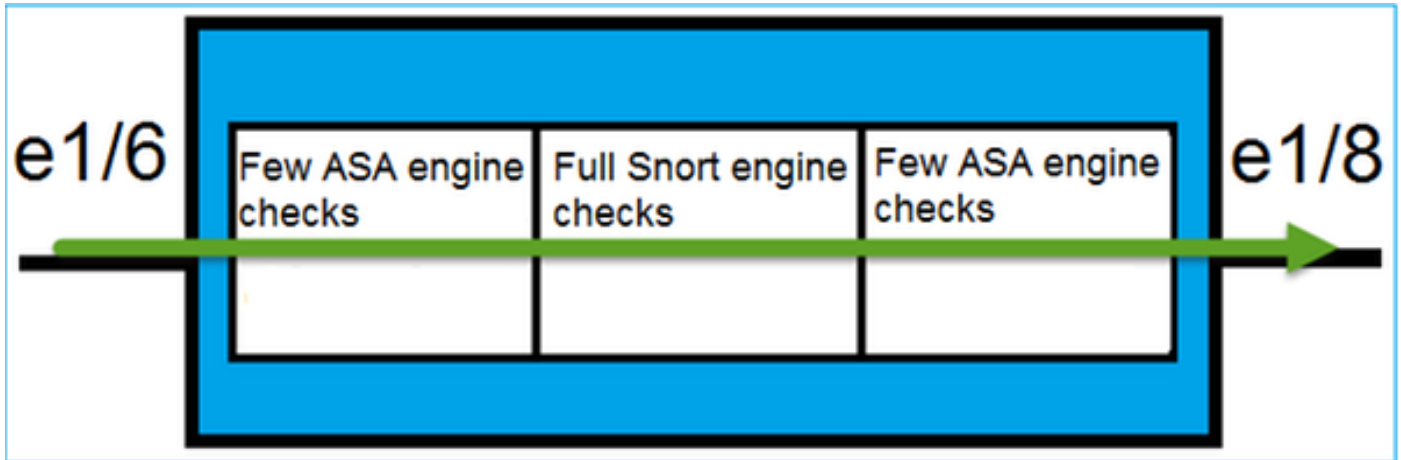 e1/6
Few ASA engine
checks
Full Snort engine
checks
Few ASA engine
checks
e1/8